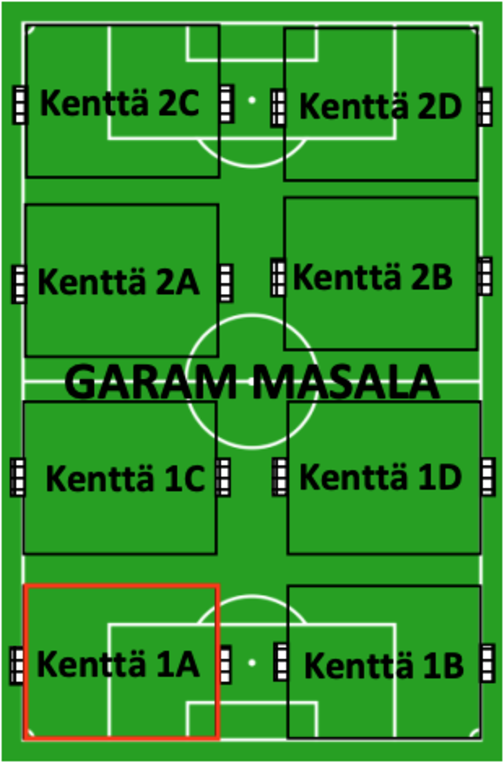 Kenttä 2C
Kenttä 2D
Kenttä 2A
Kenttä 2B
GARAM MASALA
Kenttä 1C
Kenttä 1D
Kenttä 1A
Kenttä 1B